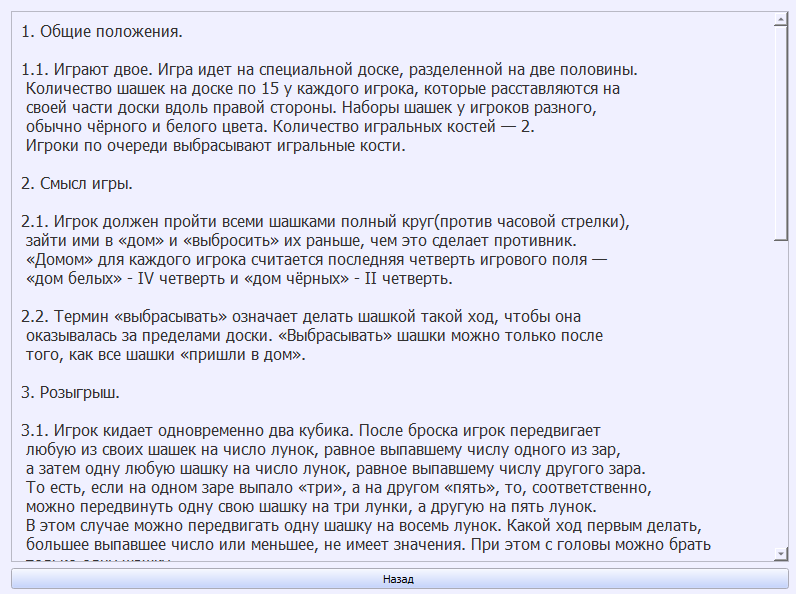 1. Общие положения.
1.1. Играют двое. Игра идет на специальной доске, разделенной на две половины.
Количество шашек на доске по 15 у каждого игрока, которые расставляются на
своей части доски вдоль правой стороны. Наборы шашек у игроков разного,
обычно чёрного и белого цвета. Количество игральных костей — 2.
Игроки по очереди выбрасывают игральные кости.
2. Смысл игры.
2.1. Игрок должен пройти всеми шашками полный круг(против часовой стрелки),
зайти ими в «дом» и «выбросить» их раньше, чем это сделает противник.
«Домом» для каждого игрока считается последняя четверть игрового поля —
«дом белых» - IV четверть и «дом чёрных» - II четверть.
2.2. Термин «выбрасывать» означает делать шашкой такой ход, чтобы она
оказывалась за пределами доски. «Выбрасывать» шашки можно только после
того, как все шашки «пришли в дом».
3. Розыгрыш.
3.1. Игрок кидает одновременно два кубика. После броска игрок передвигает
любую из своих шашек на число лунок, равное выпавшему числу одного из зар,
а затем одну любую шашку на число лунок, равное выпавшему числу другого зара.
То есть, если на одном заре выпало «три», а на другом «пять», то, соответственно,
можно передвинуть одну свою шашку на три лунки, а другую на пять лунок.
В этом случае можно передвигать одну шашку на восемь лунок. Какой ход первым делать,
большее выпавшее число или меньшее, не имеет значения. При этом с головы можно брать
Назад